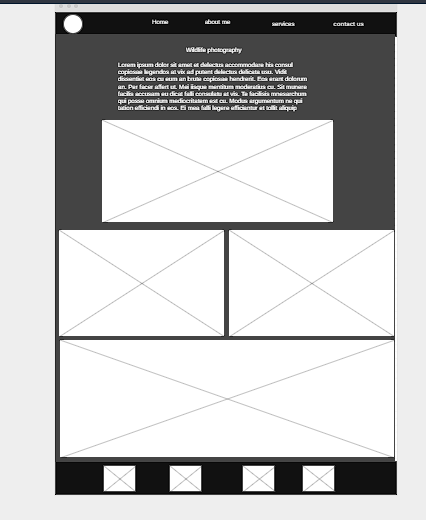 Home
about me
services
contact us
Wildlife photography
Lorem ipsum dolor sit amet et delectus accommodare his consul
copiosae legendos at vix ad putent delectus delicata usu. Vidit
dissentiet eos cu eum an brute copiosae hendrerit. Eos erant dolorum
an. Per facer affert ut. Mei iisque mentitum moderatius cu. Sit munere
facilis accusam eu dicat falli consulatu at vis. Te facilisis mnesarchum
qui posse omnium mediocritatem est cu. Modus argumentum ne qui
tation efficiendi in eos. Ei mea falli legere efficiantur et tollit aliquip